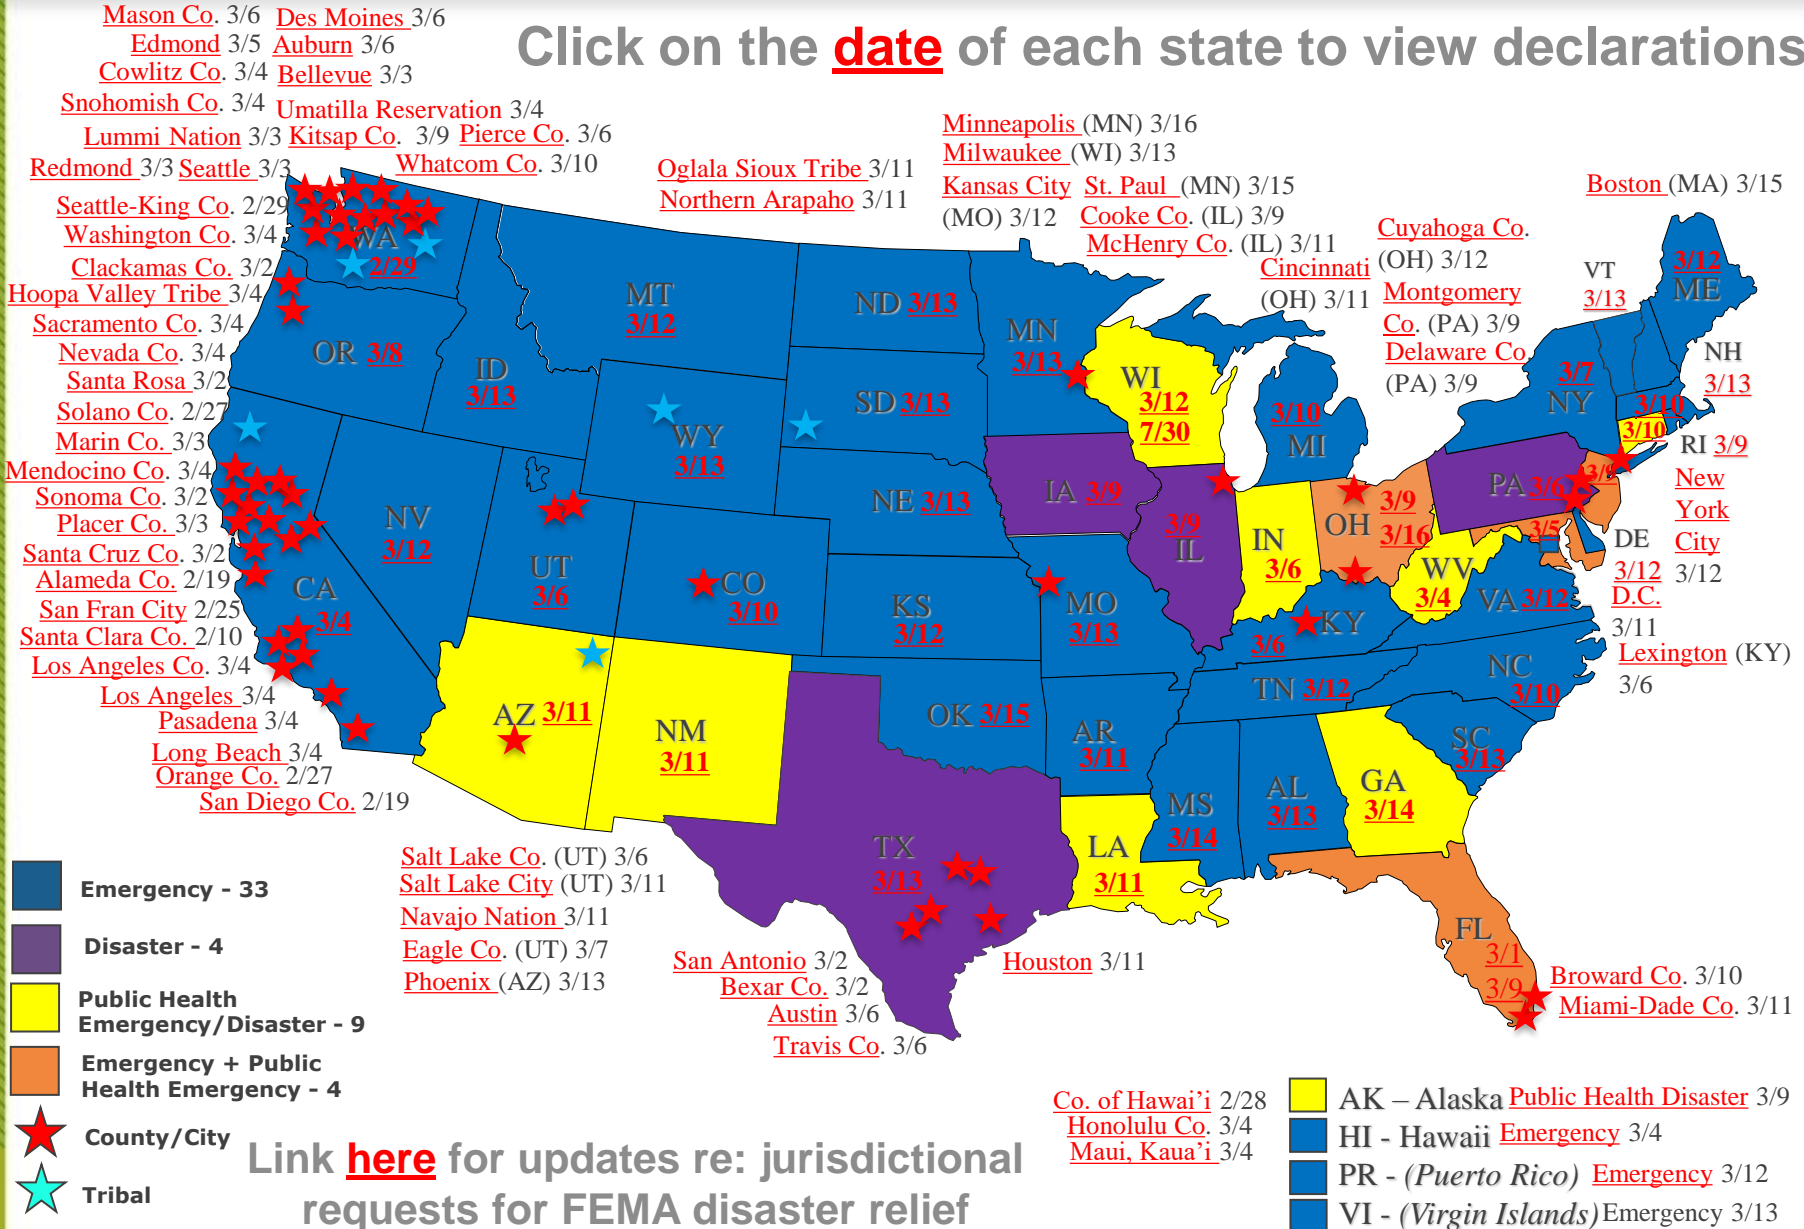 Click on the date of each state to view declarations
Mason Co. 3/6 Des Moines 3/6
Edmond 3/5 Auburn 3/6
Cowlitz Co. 3/4 Bellevue 3/3
Snohomish Co. 3/4 Umatilla Reservation 3/4
Lummi Nation 3/3 Kitsap Co. 3/9 Pierce Co. 3/6
Redmond 3/3 Seattle 3/3 Whatcom Co. 3/10
Seattle-King Co. 2/29
Washington Co. 3/4
Clackamas Co. 3/2
Hoopa Valley Tribe 3/4
Sacramento Co. 3/4
Nevada Co. 3/4
Santa Rosa 3/2
Solano Co. 2/27
Marin Co. 3/3
Mendocino Co. 3/4
Sonoma Co. 3/2
Placer Co. 3/3
Santa Cruz Co. 3/2
Alameda Co. 2/19
San Fran City 2/25
Santa Clara Co. 2/10
Los Angeles Co. 3/4
Los Angeles 3/4
Pasadena 3/4
Long Beach 3/4
Orange Co. 2/27
San Diego Co. 2/19
Oglala Sioux Tribe 3/11
Northern Arapaho 3/11
Minneapolis (MN) 3/16
Milwaukee (WI) 3/13
Kansas City
(MO) 3/12
St. Paul (MN) 3/15
Cooke Co. (IL) 3/9
McHenry Co. (IL) 3/11
Cincinnati
(OH) 3/11
Cuyahoga Co.
(OH) 3/12
Montgomery
Co. (PA) 3/9
Delaware Co.
(PA) 3/9
Boston (MA) 3/15
VT
3/13
3/12
ME
NH
3/13
3/7
NY
3/10
3/10
RI 3/9
New
York
City
3/12
DE
3/12
D.C.
3/11
Lexington (KY)
3/6
WA
2/29
OR 3/8
ID
3/13
MT
3/12
WY
3/13
ND 3/13
SD 3/13
NE 3/13
MN
3/13
WI
3/12
7/30
3/10
MI
IA 3/9
3/9
IL
IN
3/6
OH
3/9
3/16
PA 3/6
3/9
3/5
WV
3/4
VA 3/12
NV
3/12
UT
3/6
CA
3/4
CO
3/10
KS
3/12
MO
3/13
KY
3/6
TN 3/12
NC
3/10
SC
3/13
AZ 3/11
NM
3/11
OK 3/15
AR
3/11
MS
3/14
AL
3/13
GA
3/14
TX
3/13
LA
3/11
FL
3/1
3/9
Broward Co. 3/10
Miami-Dade Co. 3/11
Salt Lake Co. (UT) 3/6
Salt Lake City (UT) 3/11
Navajo Nation 3/11
Eagle Co. (UT) 3/7
Phoenix (AZ) 3/13
San Antonio 3/2
Bexar Co. 3/2
Austin 3/6
Travis Co. 3/6
Houston 3/11
Emergency - 33
Disaster - 4
Public Health
Emergency/Disaster - 9
Emergency + Public
Health Emergency - 4
County/City
Tribal
Link here for updates re: jurisdictional
requests for FEMA disaster relief
Co. of Hawai’i 2/28
Honolulu Co. 3/4
Maui, Kaua’i 3/4
AK – Alaska Public Health Disaster 3/9
HI - Hawaii Emergency 3/4
PR - (Puerto Rico) Emergency 3/12
VI - (Virgin Islands) Emergency 3/13